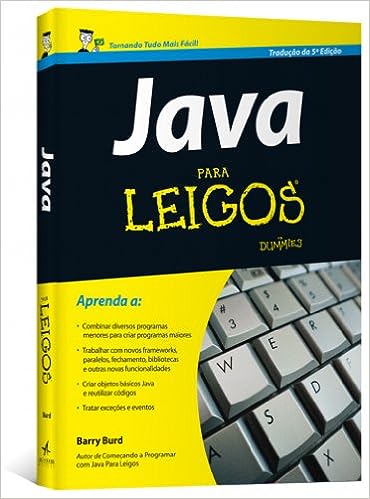 Tornando Tudo Mais Fácil!
Tradução da 5ª Edição
Java
PARA
LEIGOS
DUMMIES
Aprenda a:
• Combinar diversos programas
menores para criar programas maiores
• Trabalhar com novos frameworks,
paralelos, fechamento, bibliotecas
e outras novas funcionalidades
• Criar objetos básicos Java
e reutilizar códigos
• Tratar exceções e eventos
Barry Burd
Autor de Começando a Programar
com Java Para Leigos
W
E
R
S
D
X
Java
PARA
LEIGOS
Burd